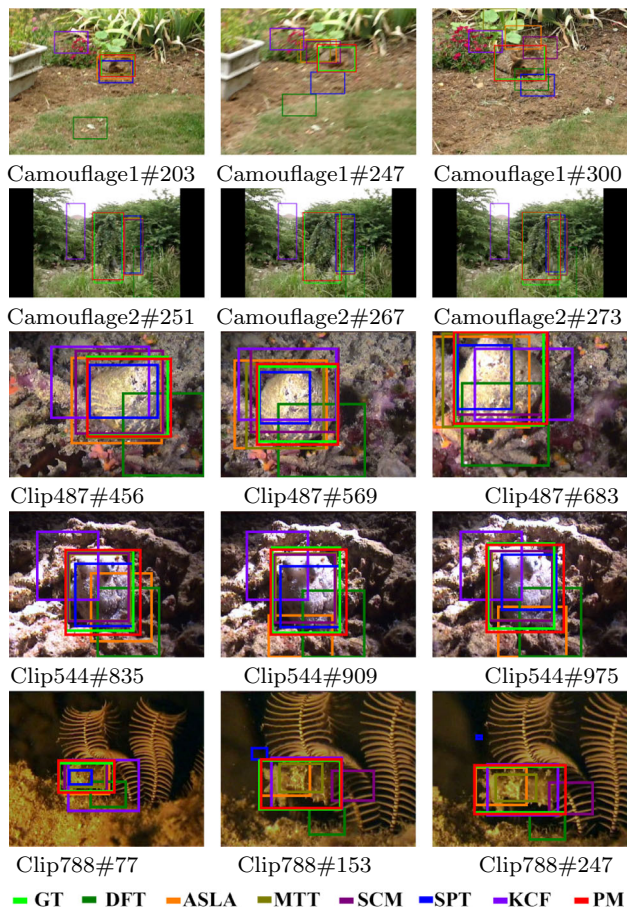 Camouflage1#203 Camouflage1#247 Camouflage1#300
Camouflage2#251 Camouflage2#267 Camouflage2#273
Clip487#456 Clip487#569 Clip487#683
Clip544#835 Clip544#909 Clip544#975
Clip788#77 Clip788#153 Clip788#247
GT DFT ASLA MTT SCM SPT KCF PM